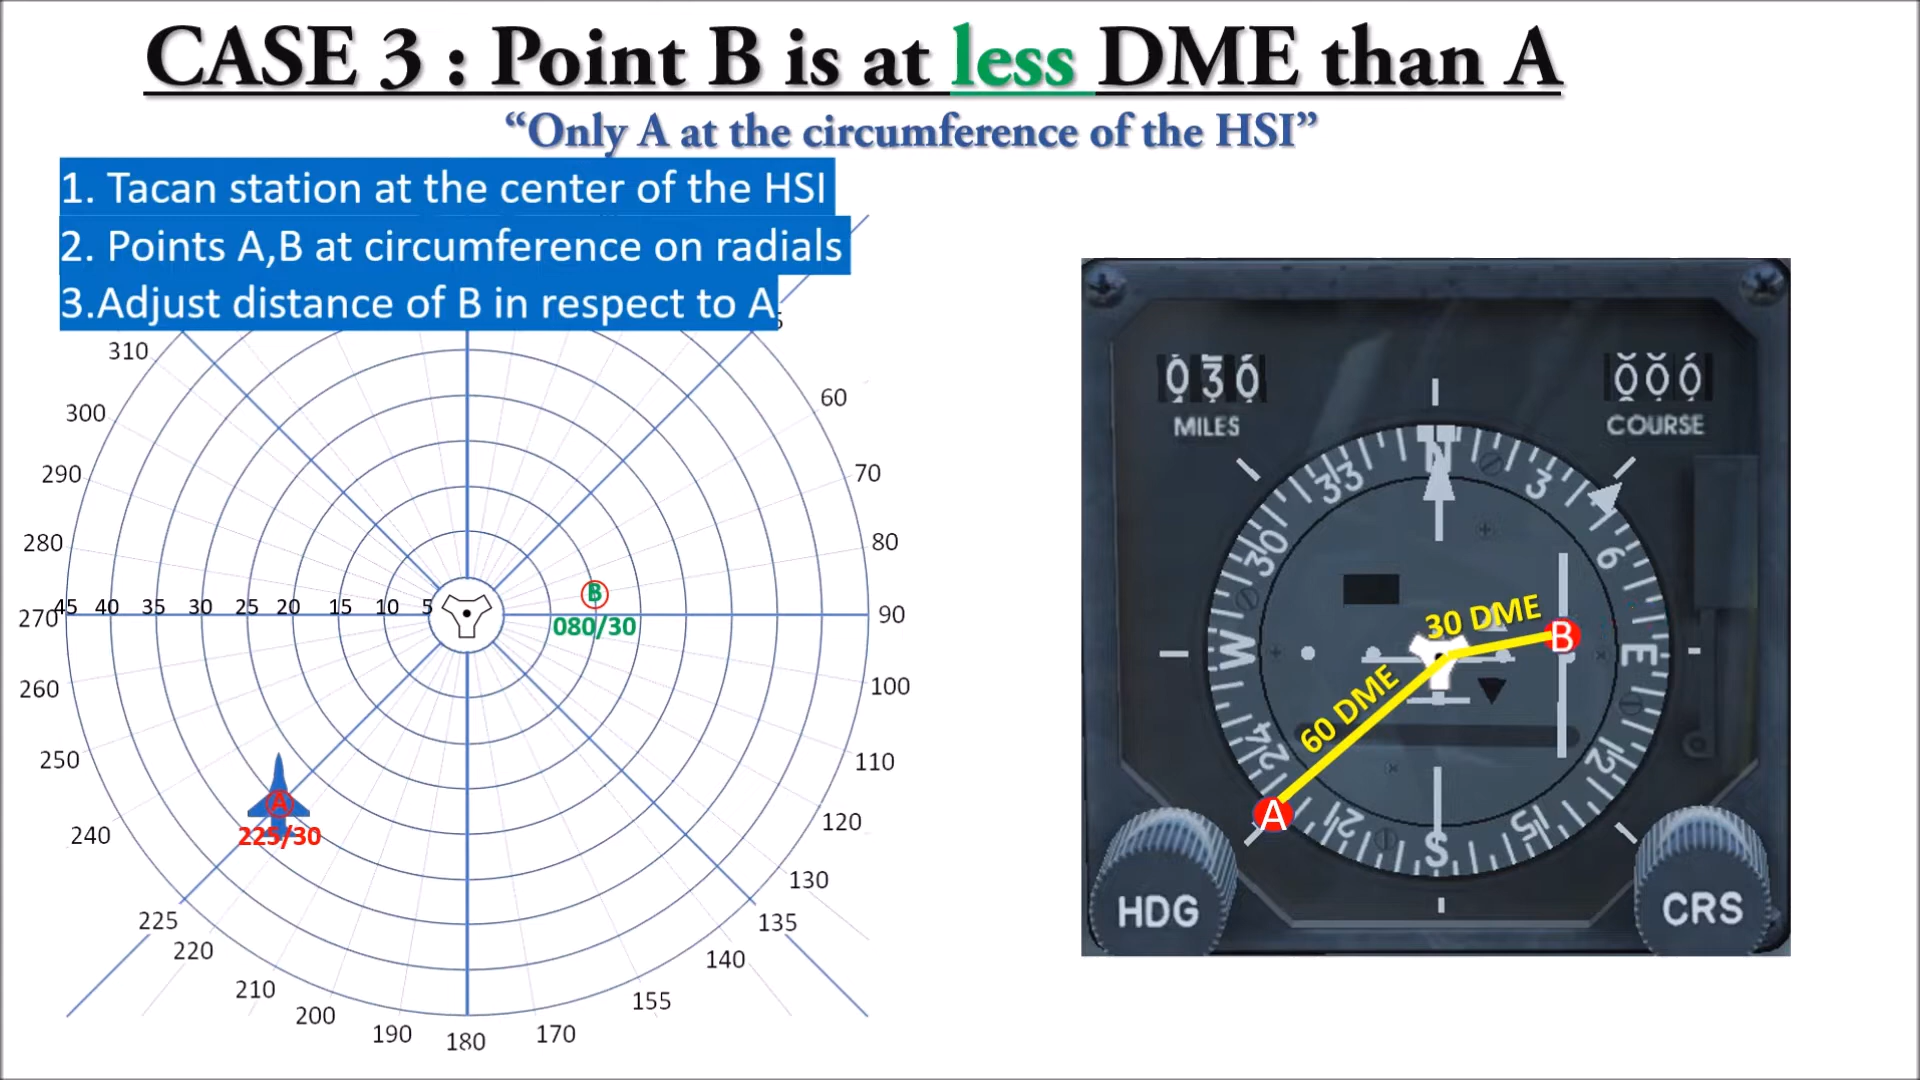 CASE 3 : Point B is at less DME than A
“Only A at the circumference of the HSI”
1. Tacan station at the center of the HSI
2. Points A,B at circumference on radials
3.Adjust distance of B in respect to A
310
300
290
280
270
260
250
240
225
220
210
200
190
180
170
155
140
135
130
120
110
100
90
80
70
60
45 40 35 30 25 20 15 10 5
B
080/30
A
225/30
030
MILES
000
COURSE
N
3
6
E
12
15
S
21
24
W
30
33
30 DME
B
60 DME
A
HDG
CRS